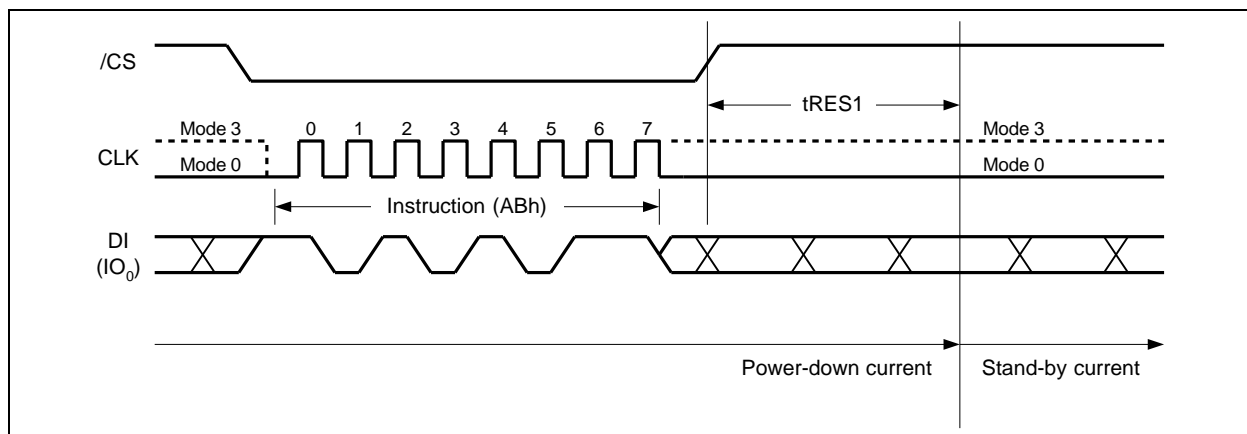 /CS
tRES1
Mode 3 0 1 2 3 4 5 6 7 Mode 3
CLK
Mode 0 Mode 0
Instruction (ABh)
DI
(IO₀)
Power-down current Stand-by current